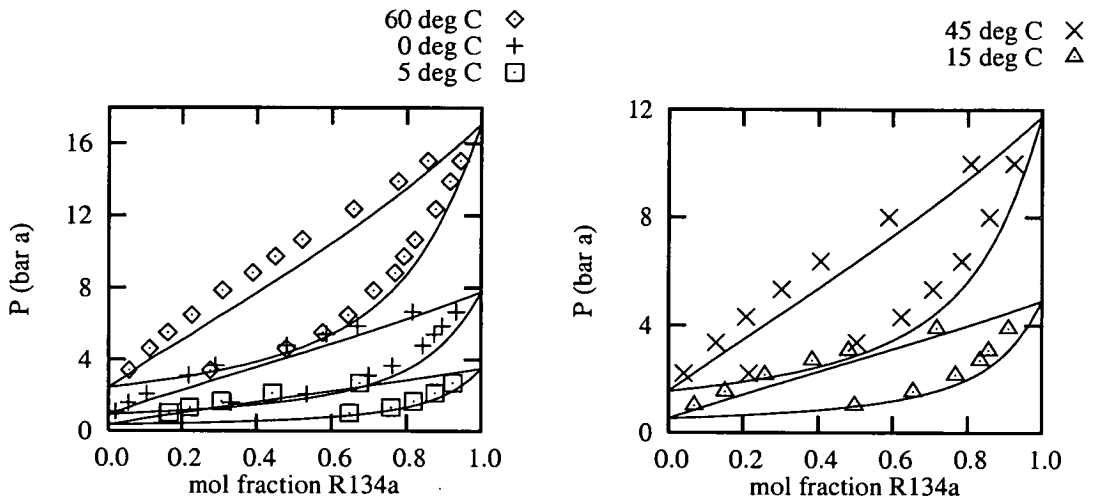 60 deg C
0 deg C
5 deg C
45 deg C
15 deg C
16
12
8
4
0
P (bar a)
0.0 0.2 0.4 0.6 0.8 1.0
mol fraction R134a
12
8
4
0
P (bar a)
0.0 0.2 0.4 0.6 0.8 1.0
mol fraction R134a